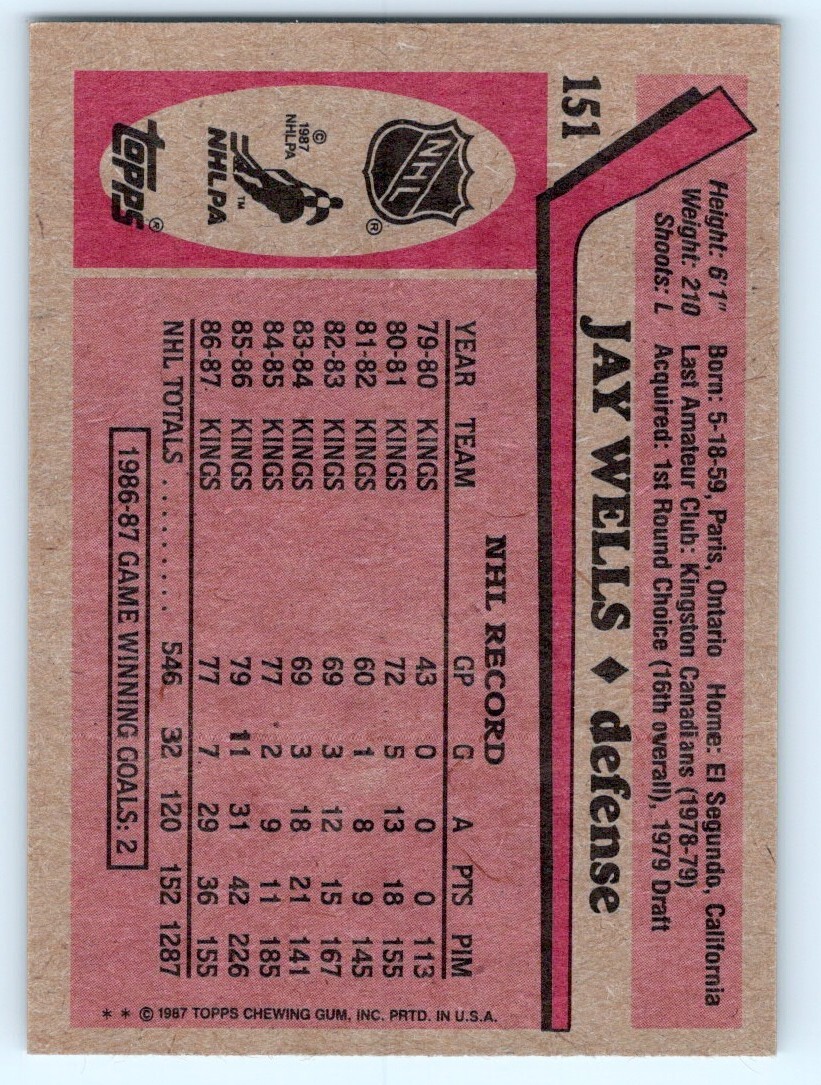 151
Height: 6'1" Born: 5-18-59, Paris, Ontario Home: El Segundo, California
Weight: 210 Last Amateur Club: Kingston Canadians (1978-79)
Shoots: L Acquired: 1st Round Choice (16th overall), 1979 Draft
JAY WELLS ♦ defense
NHL
®
© 1987
NHLPA
NHLPA
™
TOPPS
®
NHL RECORD
YEAR TEAM GP G A PTS PIM
79-80 KINGS 43 0 0 0 113
80-81 KINGS 72 5 13 18 155
81-82 KINGS 60 1 8 9 145
82-83 KINGS 69 3 12 15 167
83-84 KINGS 69 3 18 21 141
84-85 KINGS 77 2 9 11 185
85-86 KINGS 79 11 31 42 226
86-87 KINGS 77 7 29 36 155
NHL TOTALS ......... 546 32 120 152 1287
1986-87 GAME WINNING GOALS: 2
* * © 1987 TOPPS CHEWING GUM, INC. PRTD. IN U.S.A.